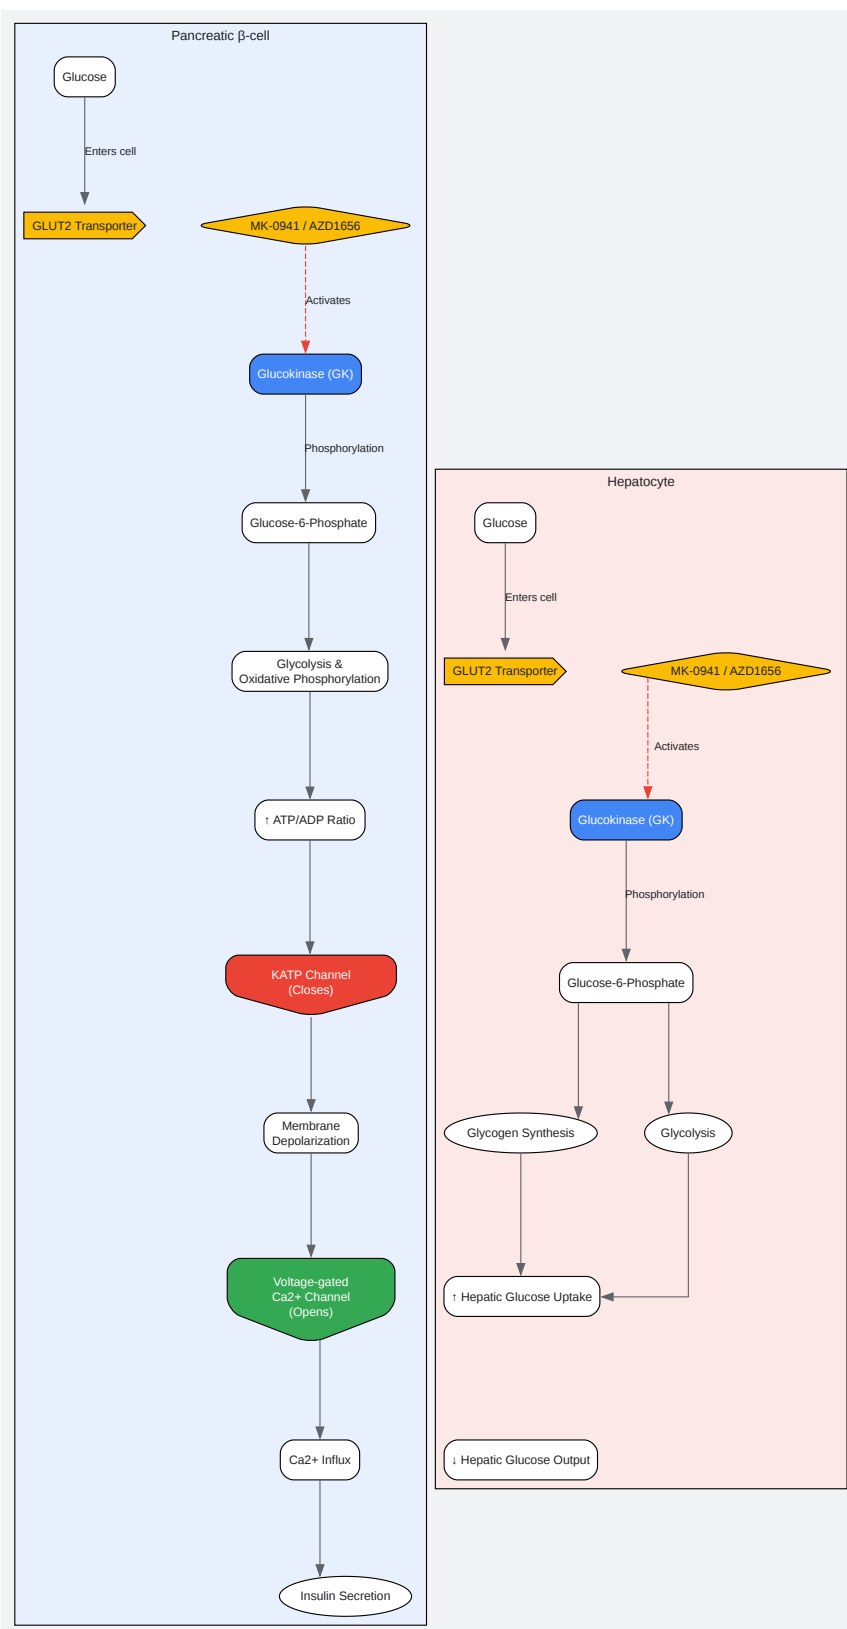 Pancreatic β-cell
Glucose
Enters cell
GLUT2 Transporter
MK-0941 / AZD1656
Activates
Glucokinase (GK)
Phosphorylation
Glucose-6-Phosphate
Glycolysis &
Oxidative Phosphorylation
↑ ATP/ADP Ratio
KATP Channel
(Closes)
Membrane
Depolarization
Voltage-gated
Ca2+ Channel
(Opens)
Ca2+ Influx
Insulin Secretion
Hepatocyte
Glucose
Enters cell
GLUT2 Transporter
MK-0941 / AZD1656
Activates
Glucokinase (GK)
Phosphorylation
Glucose-6-Phosphate
Glycogen Synthesis
Glycolysis
↑ Hepatic Glucose Uptake
↓ Hepatic Glucose Output